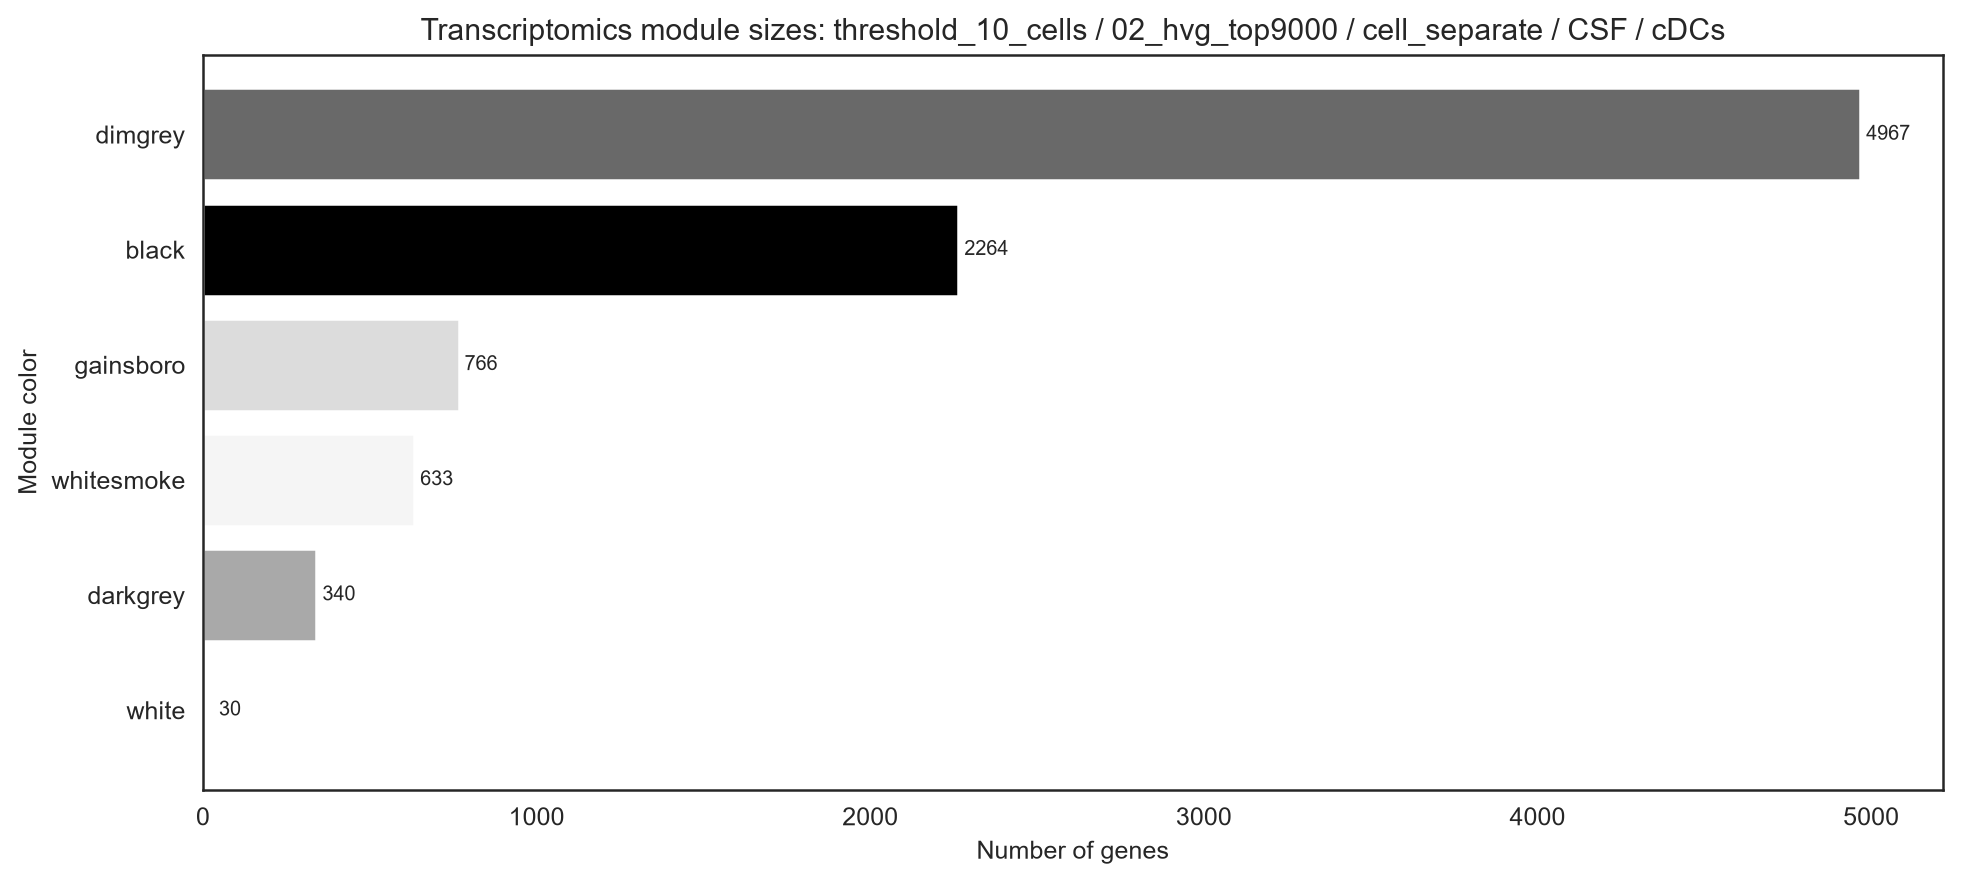 Transcriptomics module sizes: threshold_10_cells / 02_hvg_top9000 / cell_separate / CSF / cDCs
Module color
dimgrey
4967
black
2264
gainsboro
766
whitesmoke
633
darkgrey
340
white
30
0 1000 2000 3000 4000 5000
Number of genes